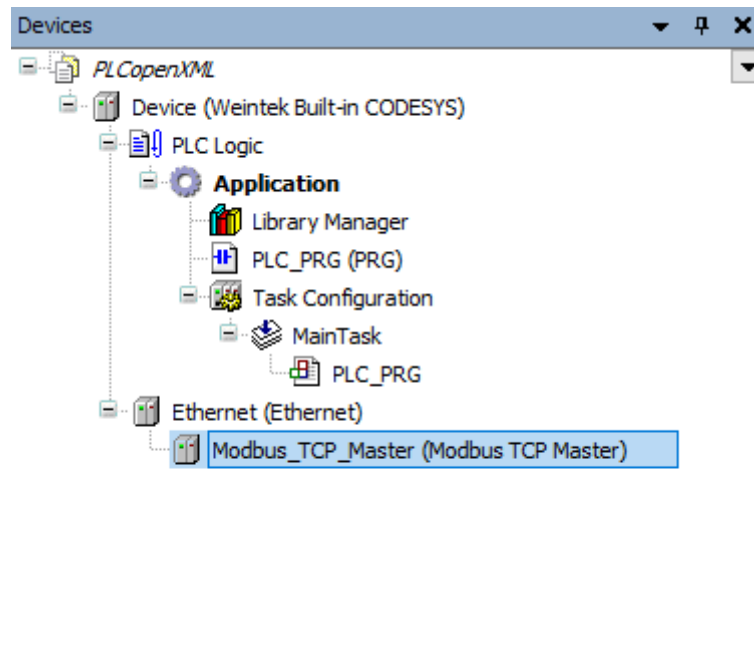 Devices
PLCopenXML
Device (Weintek Built-in CODESYS)
PLC Logic
Application
Library Manager
PLC_PRG (PRG)
Task Configuration
MainTask
PLC_PRG
Ethernet (Ethernet)
Modbus_TCP_Master (Modbus TCP Master)